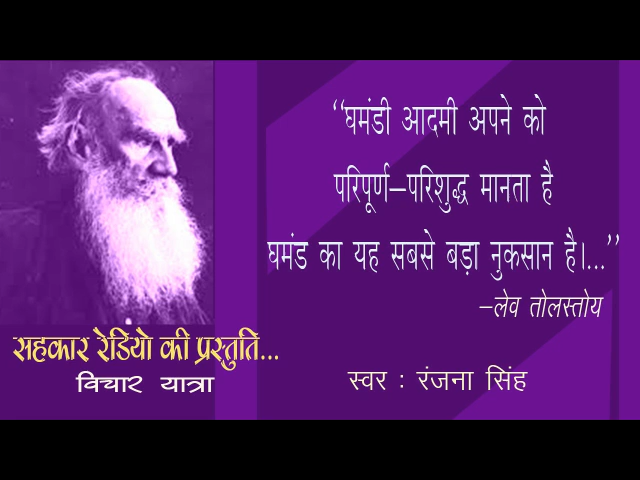 “घमंडी आदमी अपने को
परिपूर्ण–परिशुद्ध मानता है
घमंड का यह सबसे बड़ा नुकसान है।...”
–लेव तोलस्तोय
सहकार रेडियो की प्रस्तुति...
विचार यात्रा
स्वर : रंजना सिंह